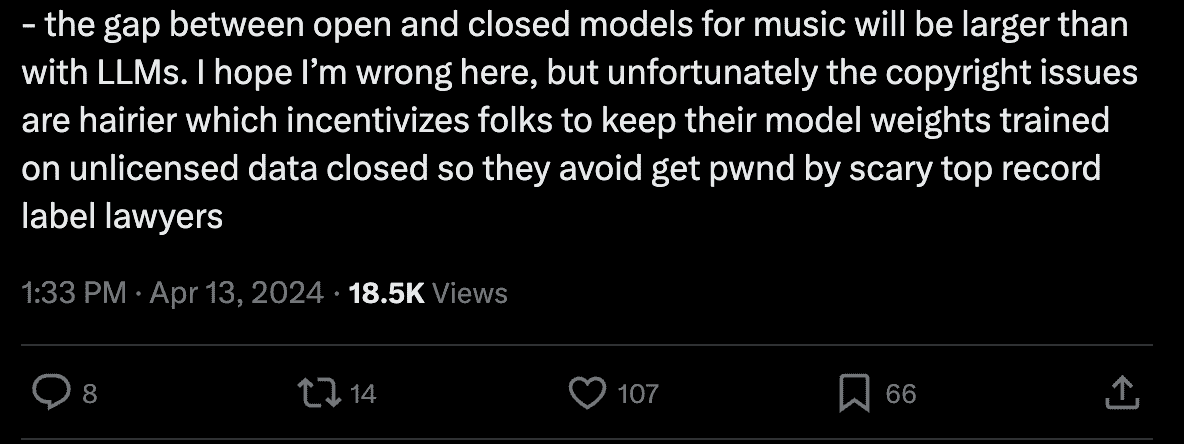 - the gap between open and closed models for music will be larger than
with LLMs. I hope I’m wrong here, but unfortunately the copyright issues
are hairier which incentivizes folks to keep their model weights trained
on unlicensed data closed so they avoid get pwnd by scary top record
label lawyers
1:33 PM · Apr 13, 2024 · 18.5K Views
8 14 107 66